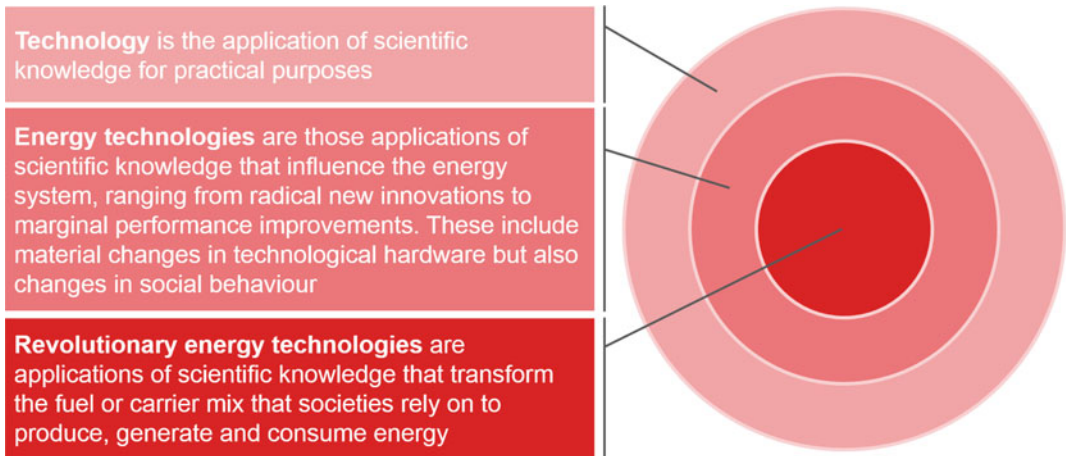 Technology is the application of scientific
knowledge for practical purposes
Energy technologies are those applications of
scientific knowledge that influence the energy
system, ranging from radical new innovations to
marginal performance improvements. These include
material changes in technological hardware but also
changes in social behaviour
Revolutionary energy technologies are
applications of scientific knowledge that transform
the fuel or carrier mix that societies rely on to
produce, generate and consume energy